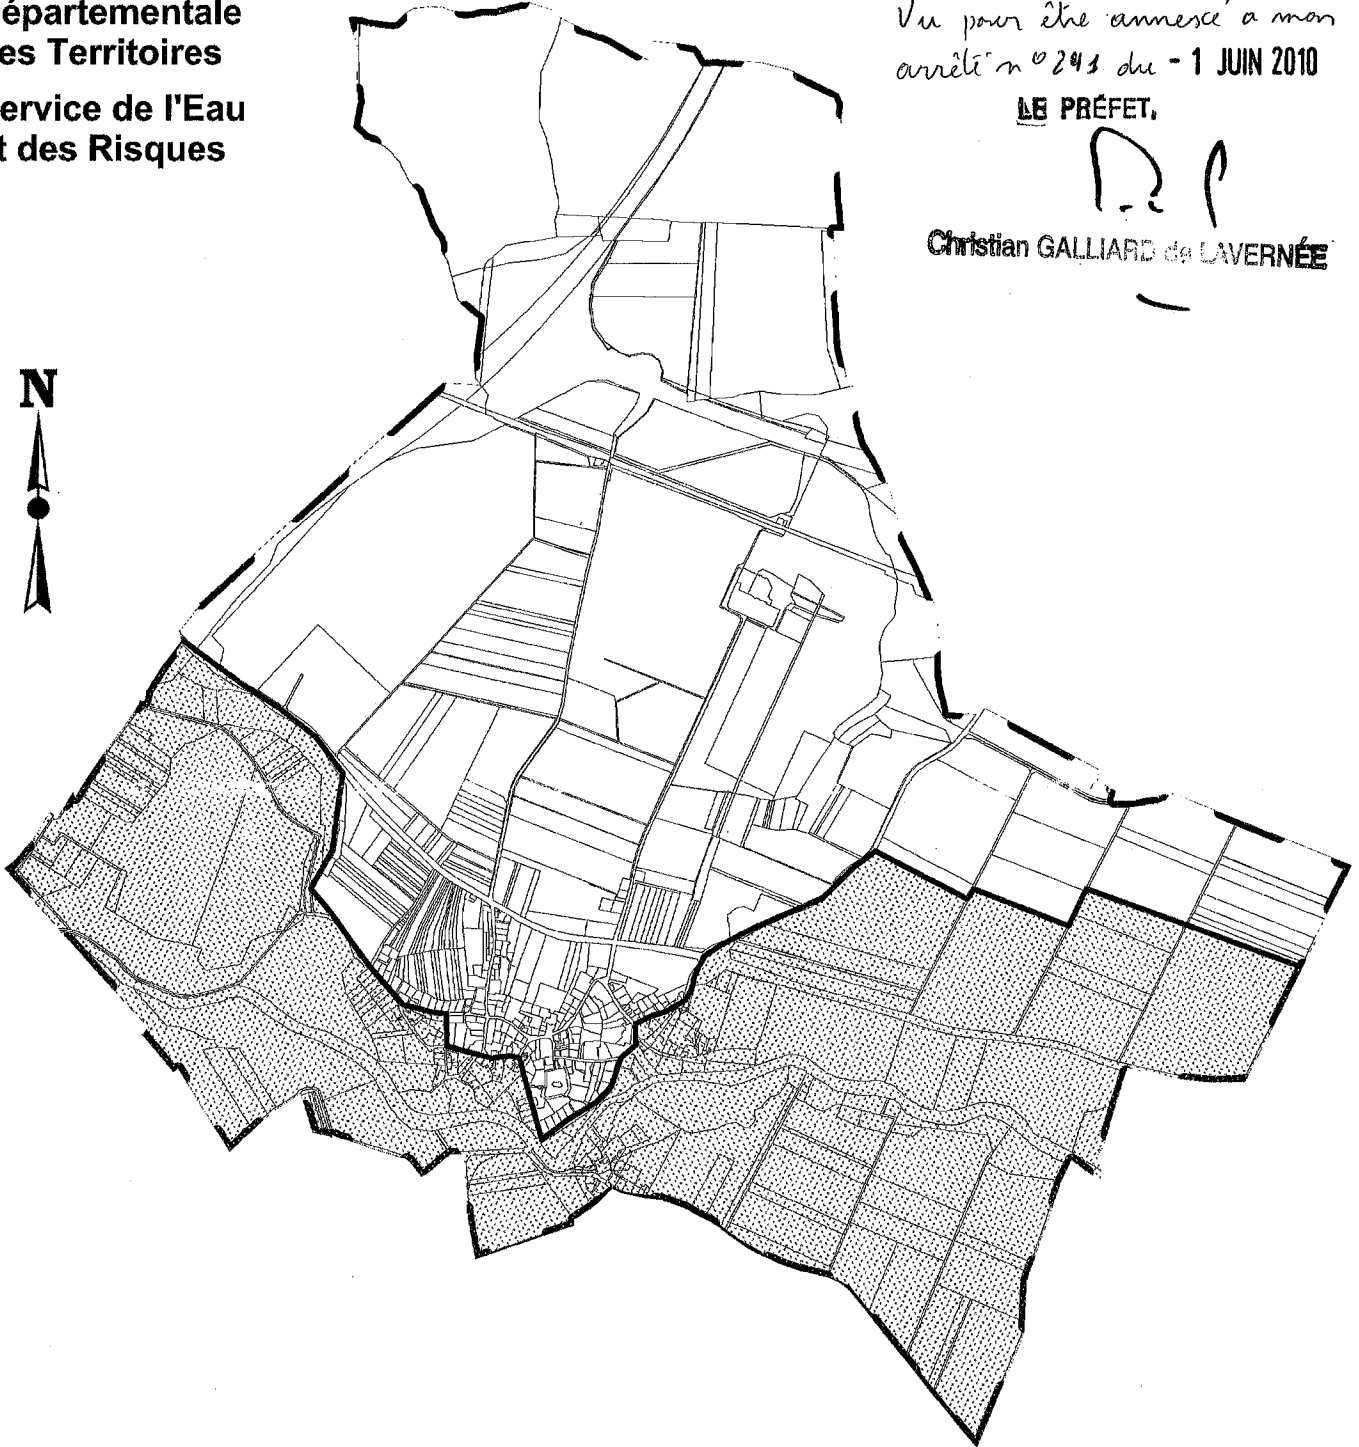 épartementale
es Territoires
ervice de l'Eau
t des Risques
Vu pour être annexé à mon
arrêté n° 291 du - 1 JUIN 2010
LE PRÉFET,
Christian GALLIARD de LAVERNÉE
N